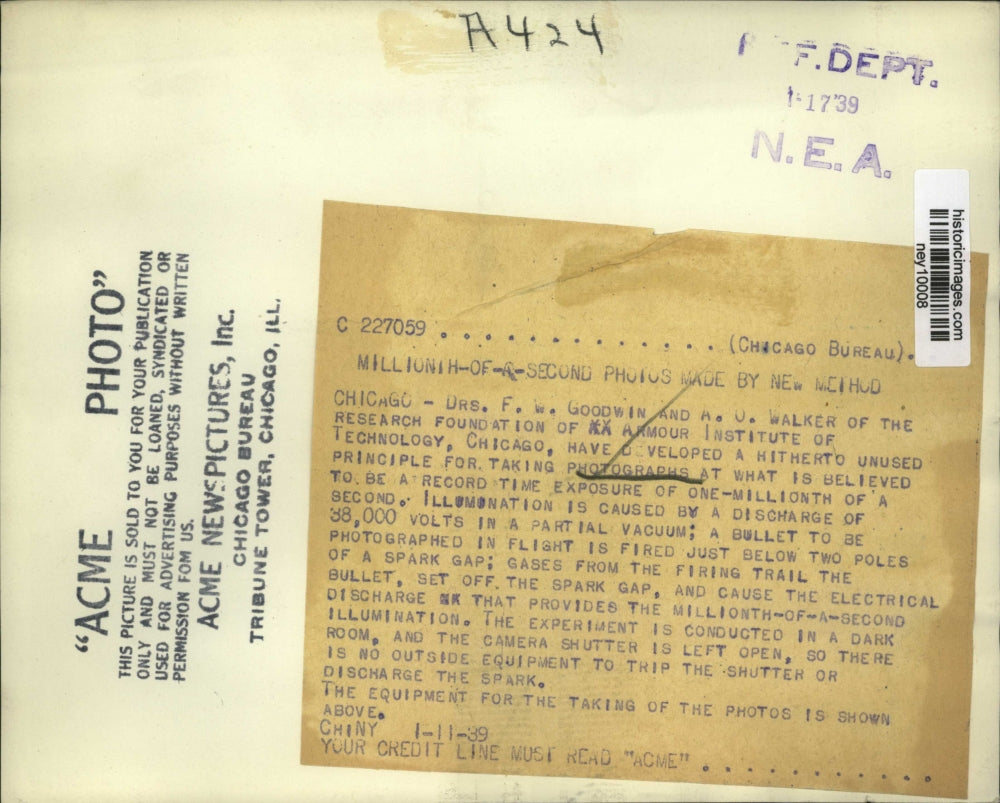 A424
F. DEPT.
1-17'39
N. E. A.
historicimages.com
ney10008
"ACME PHOTO"
THIS PICTURE IS SOLD TO YOU FOR YOUR PUBLICATION
ONLY AND MUST NOT BE LOANED, SYNDICATED OR
USED FOR ADVERTISING PURPOSES WITHOUT WRITTEN
PERMISSION FOM US.
ACME NEWSPICTURES, Inc.
CHICAGO BUREAU
TRIBUNE TOWER, CHICAGO, ILL.
C 227059 . . . . . . . . . . . . . . (CHICAGO BUREAU).
MILLIONTH-OF-A-SECOND PHOTOS MADE BY NEW METHOD
CHICAGO - DRS. F. W. GOODWIN AND A. O. WALKER OF THE
RESEARCH FOUNDATION OF XX ARMOUR INSTITUTE OF
TECHNOLOGY, CHICAGO, HAVE DEVELOPED A HITHERTO UNUSED
PRINCIPLE FOR TAKING PHOTOGRAPHS AT WHAT IS BELIEVED
TO BE A RECORD TIME EXPOSURE OF ONE-MILLIONTH OF A
SECOND. ILLUMUNATION IS CAUSED BY A DISCHARGE OF
38,000 VOLTS IN A PARTIAL VACUUM; A BULLET TO BE
PHOTOGRAPHED IN FLIGHT IS FIRED JUST BELOW TWO POLES
OF A SPARK GAP; GASES FROM THE FIRING TRAIL THE
BULLET, SET OFF THE SPARK GAP, AND CAUSE THE ELECTRICAL
DISCHARGE THAT PROVIDES THE MILLIONTH-OF-A-SECOND
ILLUMINATION. THE EXPERIMENT IS CONDUCTED IN A DARK
ROOM, AND THE CAMERA SHUTTER IS LEFT OPEN, SO THERE
IS NO OUTSIDE EQUIPMENT TO TRIP THE SHUTTER OR
DISCHARGE THE SPARK.
THE EQUIPMENT FOR THE TAKING OF THE PHOTOS IS SHOWN
ABOVE.
CHINY 1-11-39
YOUR CREDIT LINE MUST READ "ACME" . . . . . . . . . . . .